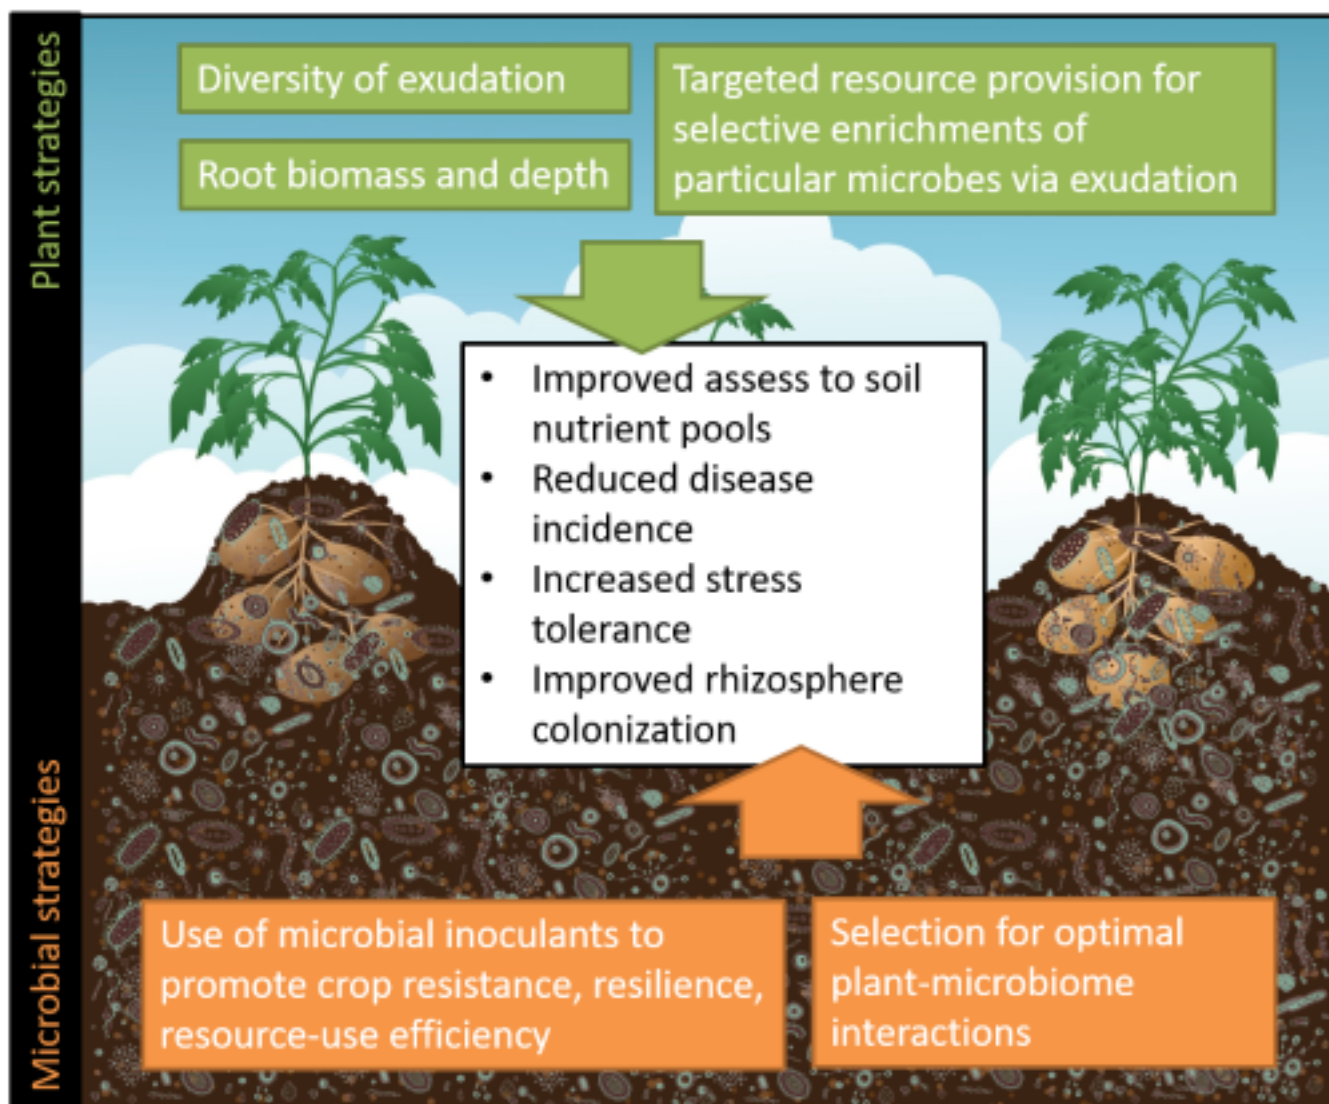 Plant strategies
Diversity of exudation
Root biomass and depth
Targeted resource provision for
selective enrichments of
particular microbes via exudation
• Improved assess to soil
nutrient pools
• Reduced disease
incidence
• Increased stress
tolerance
• Improved rhizosphere
colonization
Microbial strategies
Use of microbial inoculants to
promote crop resistance, resilience,
resource-use efficiency
Selection for optimal
plant-microbiome
interactions